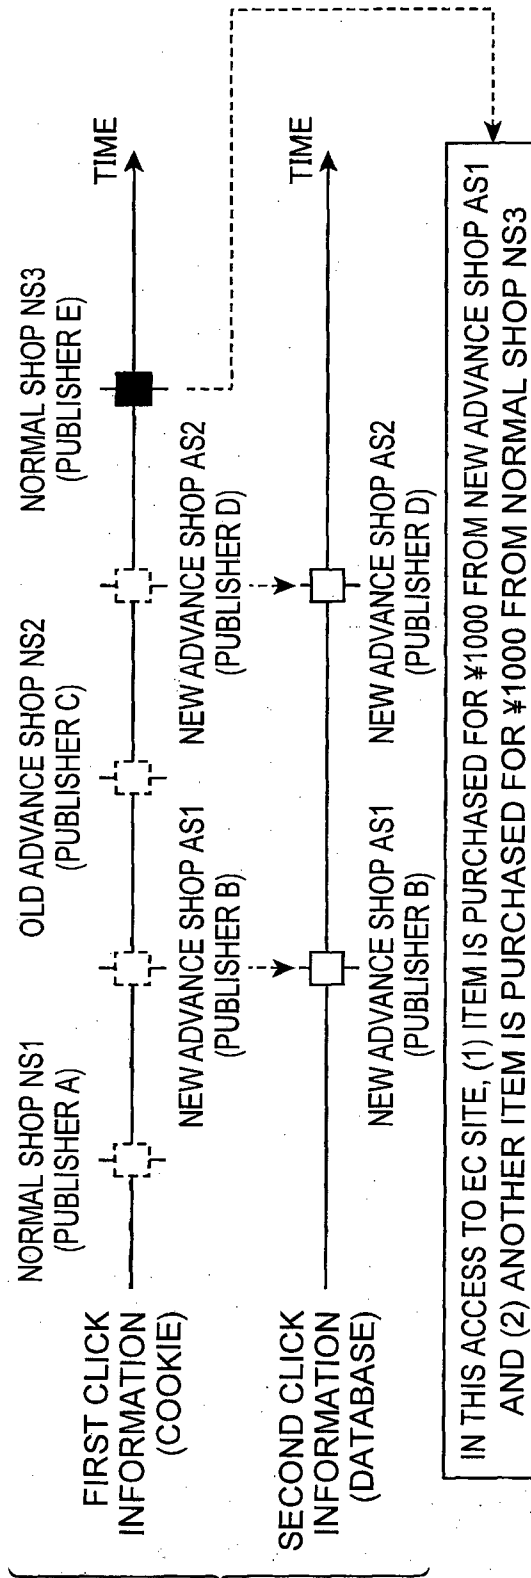 FIRST CLICK
INFORMATION
(COOKIE)
NORMAL SHOP NS1
(PUBLISHER A)
OLD ADVANCE SHOP NS2
(PUBLISHER C)
NORMAL SHOP NS3
(PUBLISHER E)
TIME
NEW ADVANCE SHOP AS1
(PUBLISHER B)
NEW ADVANCE SHOP AS2
(PUBLISHER D)
SECOND CLICK
INFORMATION
(DATABASE)
TIME
NEW ADVANCE SHOP AS1
(PUBLISHER B)
NEW ADVANCE SHOP AS2
(PUBLISHER D)
IN THIS ACCESS TO EC SITE, (1) ITEM IS PURCHASED FOR ¥1000 FROM NEW ADVANCE SHOP AS1
AND (2) ANOTHER ITEM IS PURCHASED FOR ¥1000 FROM NORMAL SHOP NS3